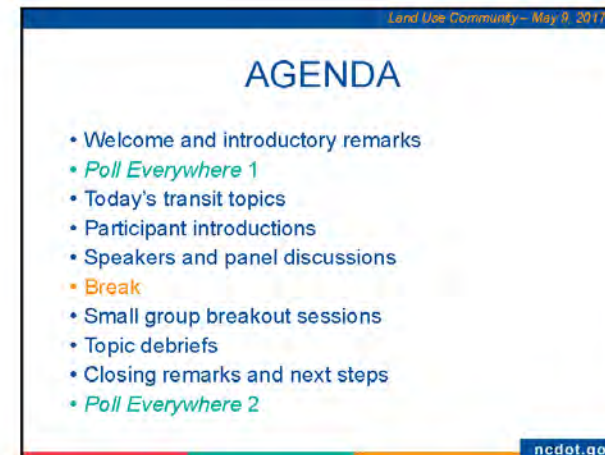 Land Use Community – May 9, 2017
AGENDA
• Welcome and introductory remarks
• Poll Everywhere 1
• Today's transit topics
• Participant introductions
• Speakers and panel discussions
• Break
• Small group breakout sessions
• Topic debriefs
• Closing remarks and next steps
• Poll Everywhere 2
ncdot.go